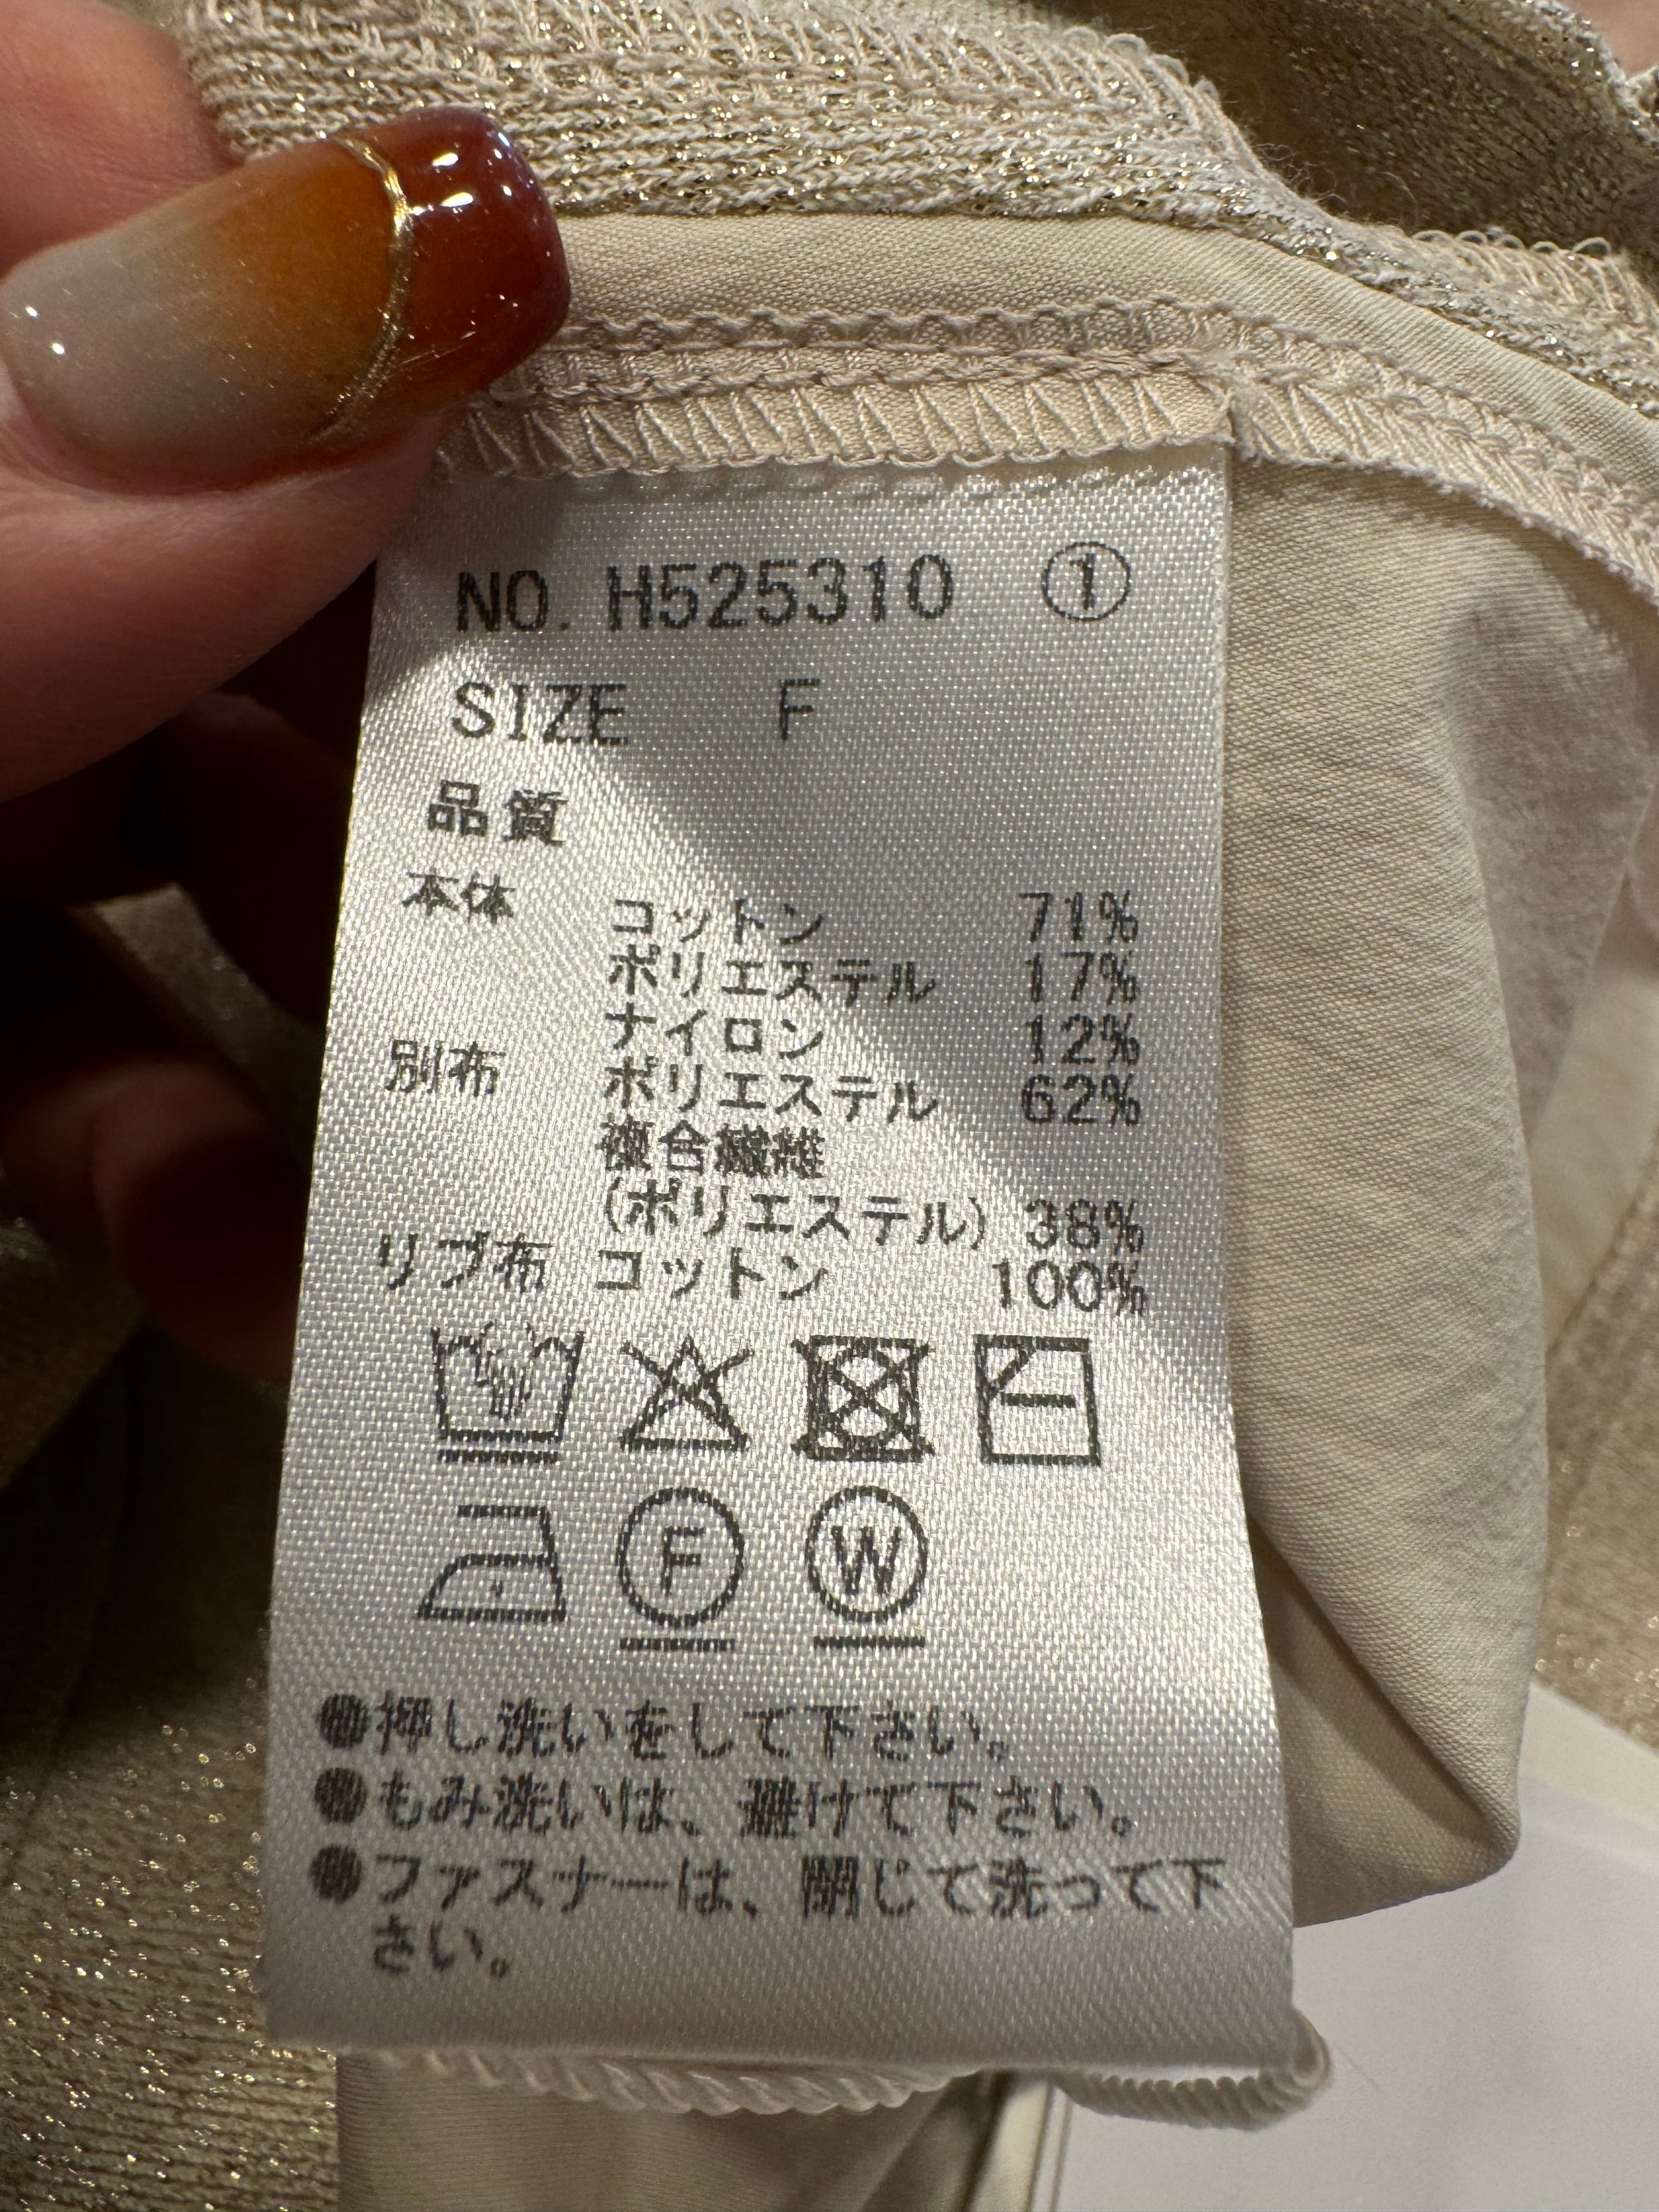 NO. H525310 ①
SIZE F
品質
本体 コットン 71%
ポリエステル 17%
ナイロン 12%
別布 ポリエステル 62%
複合繊維
(ポリエステル) 38%
リブ布 コットン 100%
F W
●押し洗いをして下さい。
●もみ洗いは、避けて下さい。
●ファスナーは、閉じて洗って下
さい。